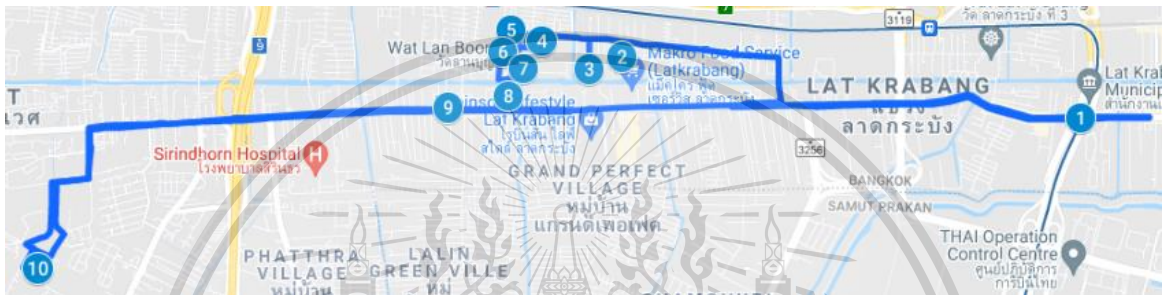 3119
วัด ลาดกระบัง ที่ 3
7
9
5
4
6
2
7
3
8
9
1
10
Wat Lan Boon
วัดลานบุญ
Makro Food Service
(Latkrabang)
แม็คโคร ฟู้ด
เซอร์วิส ลาดกระบัง
LAT KRABANG
แขวง
ลาดกระบัง
Lat Kra
Municip
สำนักงานเ
T
เวศ
Lifestyle
Lat Krabang
โรบินสัน ไลฟ์
สไตล์ ลาดกระบัง
Sirindhorn Hospital
โรงพยาบาลสิรินธร
H
3256
GRAND PERFECT
VILLAGE
หมู่บ้าน
แกรนด์เพอเฟค
BANGKOK
SAMUT PRAKAN
PHATTHRA
VILLAGE
หมู่บ้าน
LALIN
GREEN VILLE
หมู่
THAI Operation
Control Centre
ศูนย์ปฏิบัติการ
การบินไทย